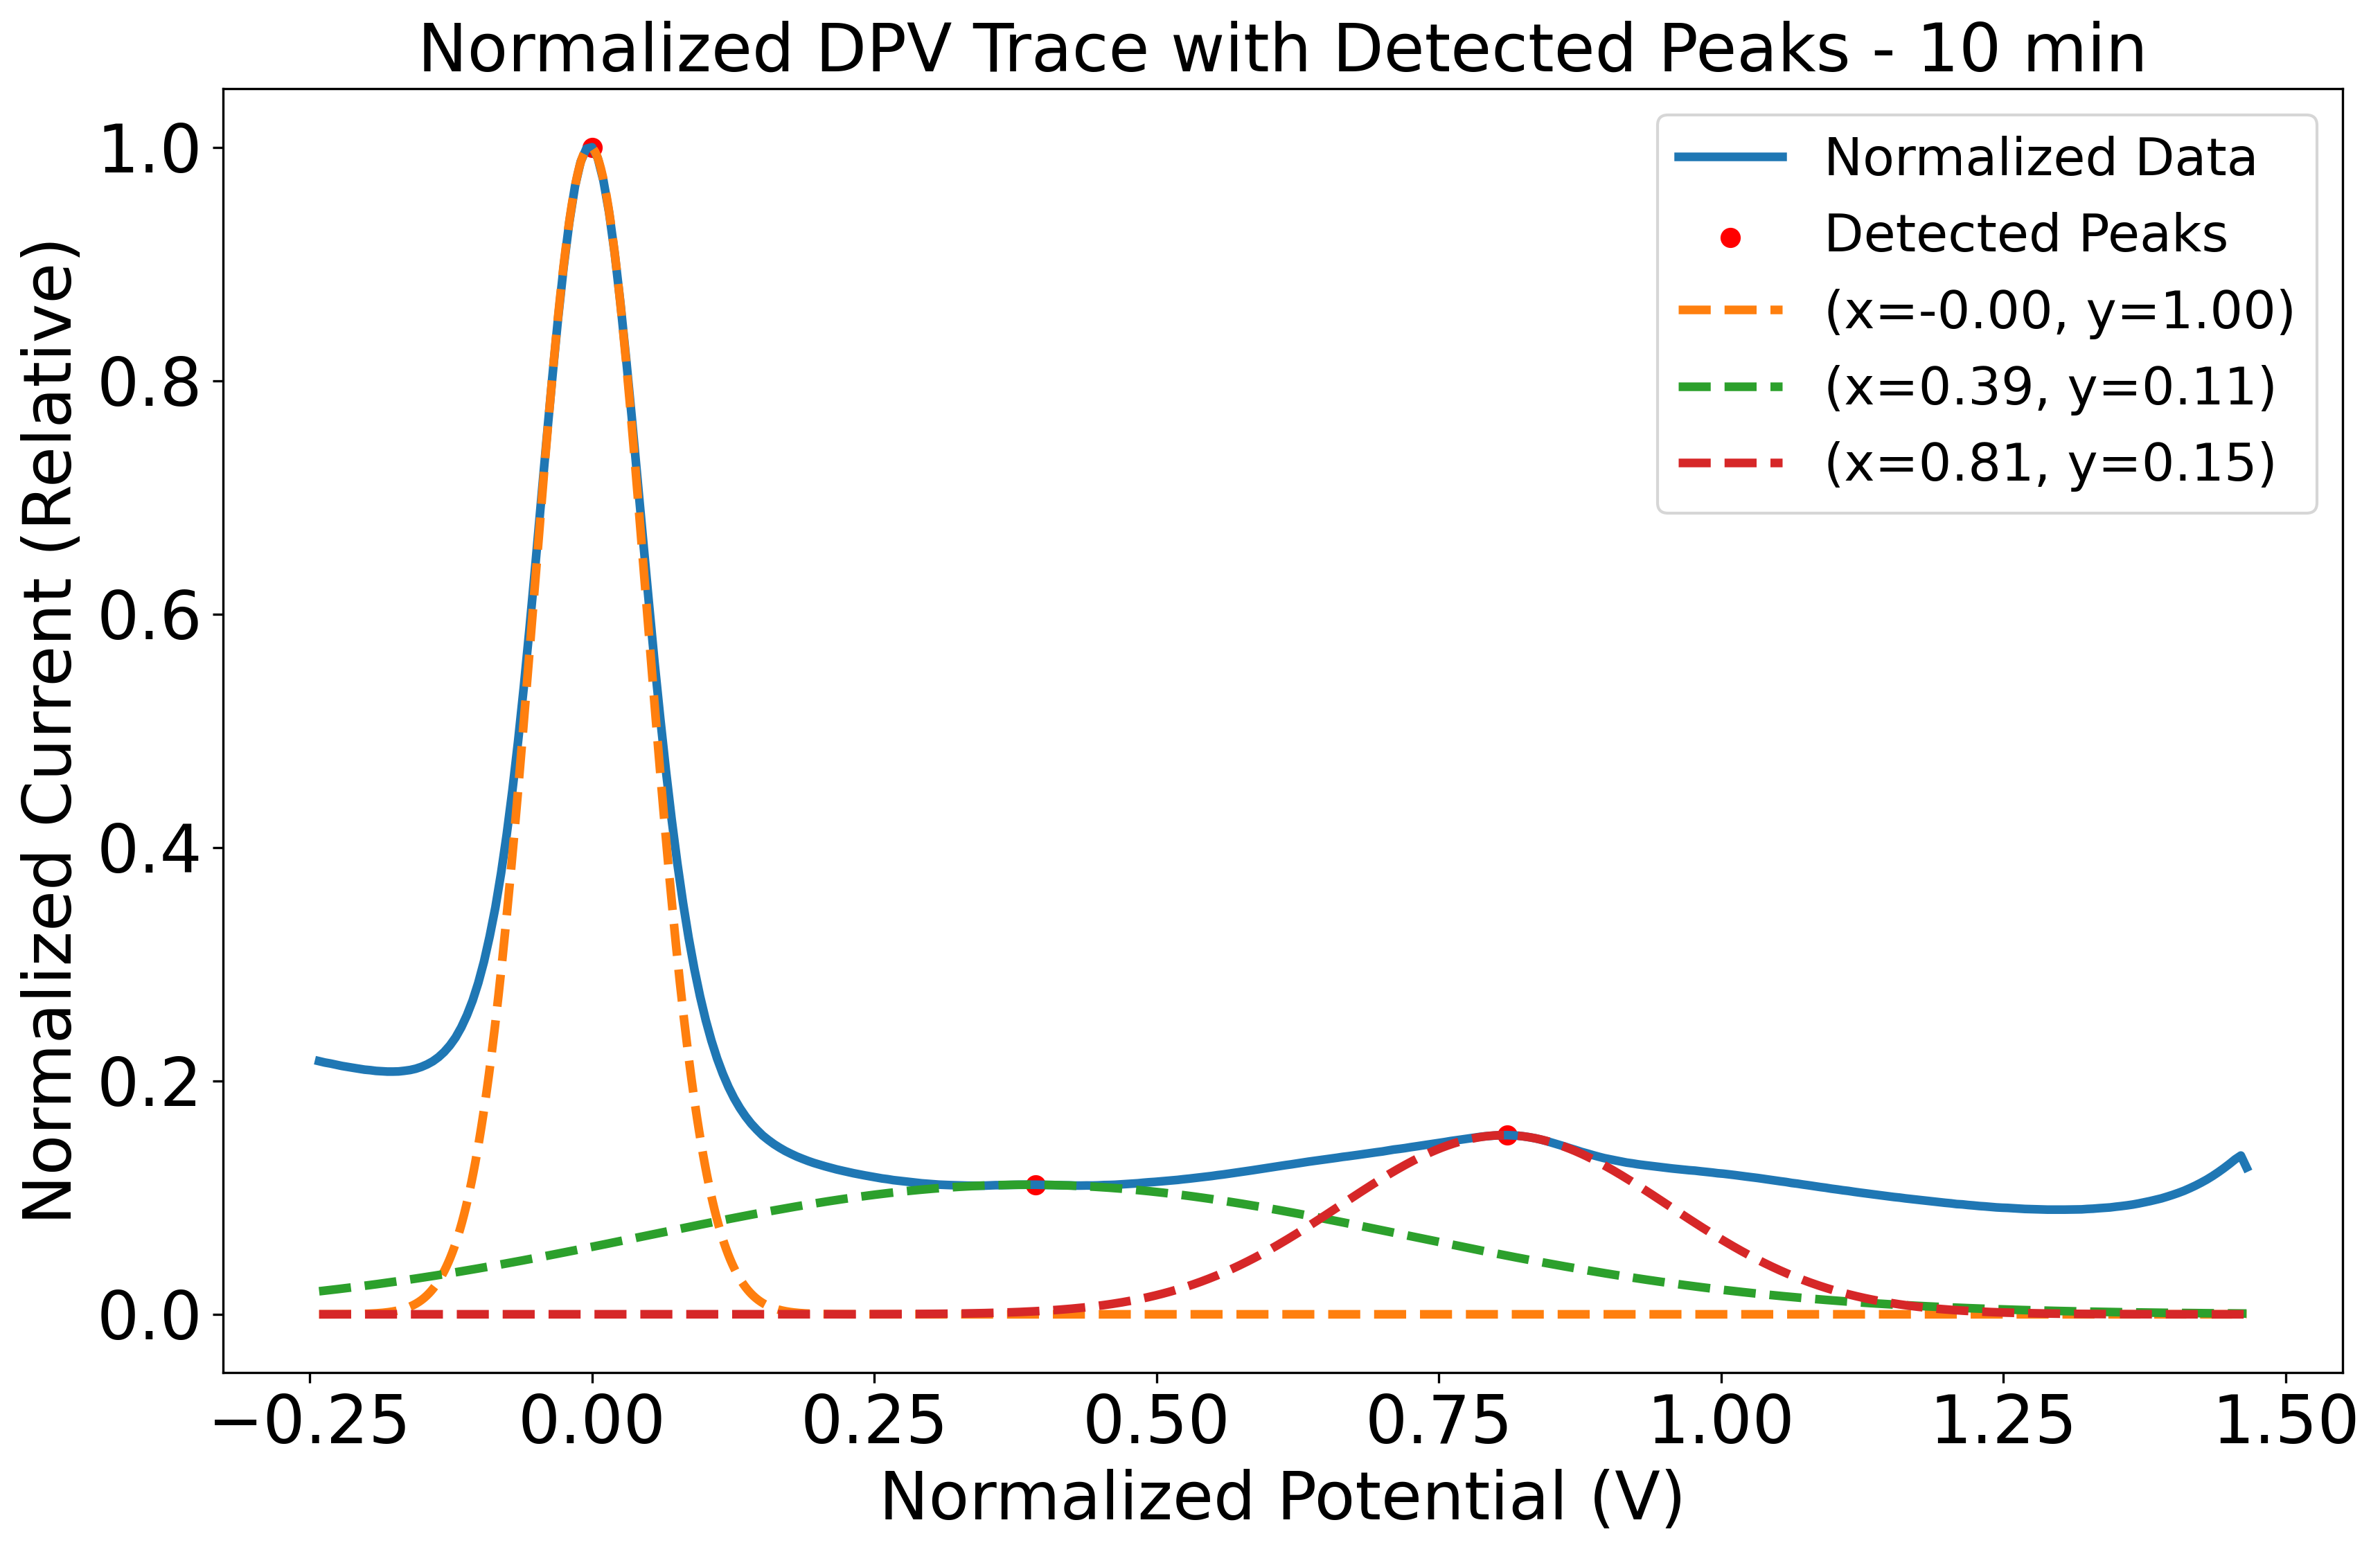 Normalized DPV Trace with Detected Peaks - 10 min
Normalized Current (Relative)
1.0
0.8
0.6
0.4
0.2
0.0
Normalized Data
Detected Peaks
(x=-0.00, y=1.00)
(x=0.39, y=0.11)
(x=0.81, y=0.15)
−0.25 0.00 0.25 0.50 0.75 1.00 1.25 1.50
Normalized Potential (V)